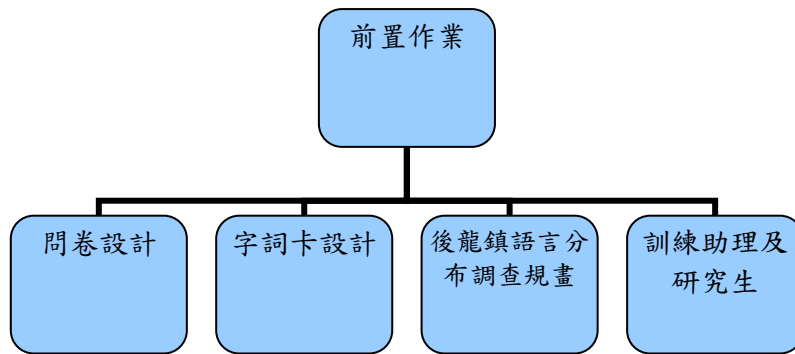 前置作業
問卷設計
字詞卡設計
後龍鎮語言分
布調查規畫
訓練助理及
研究生